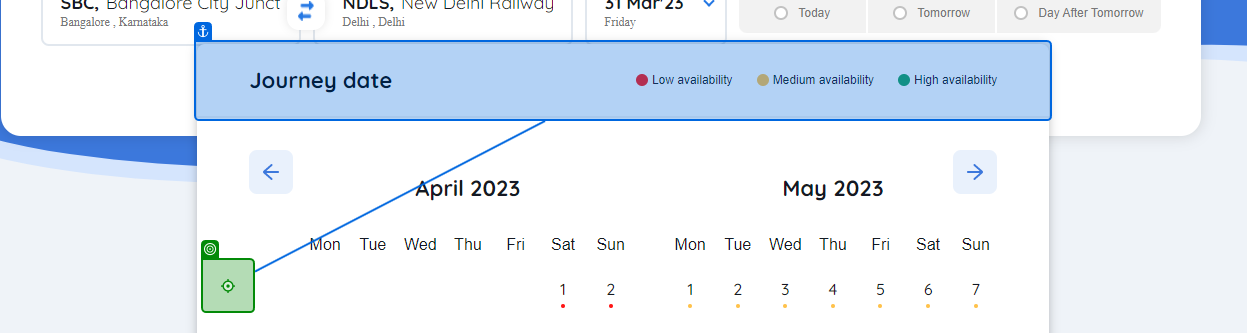 SBC, Bangalore City Junct
NDLS, New Delhi Railway
31 Mar'23
Today
Tomorrow
Day After Tomorrow
Bangalore , Karnataka
Delhi , Delhi
Friday
Journey date
Low availability
Medium availability
High availability
April 2023
May 2023
Mon Tue Wed Thu Fri Sat Sun
Mon Tue Wed Thu Fri Sat Sun
1 2
1 2 3 4 5 6 7